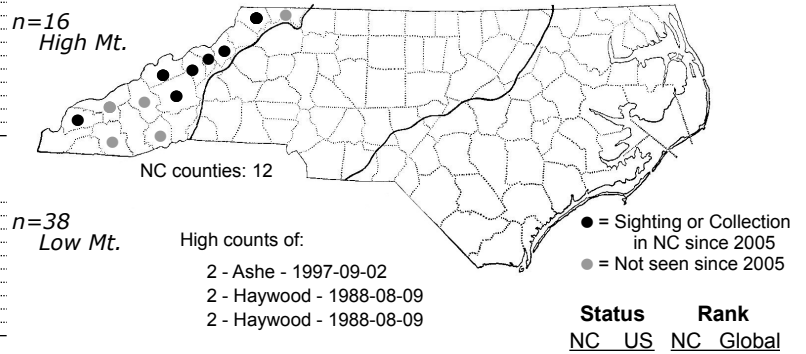 n=16
High Mt.
NC counties: 12
n=38
Low Mt.
High counts of:
2 - Ashe - 1997-09-02
2 - Haywood - 1988-08-09
2 - Haywood - 1988-08-09
● = Sighting or Collection
in NC since 2005
● = Not seen since 2005
Status Rank
NC US NC Global